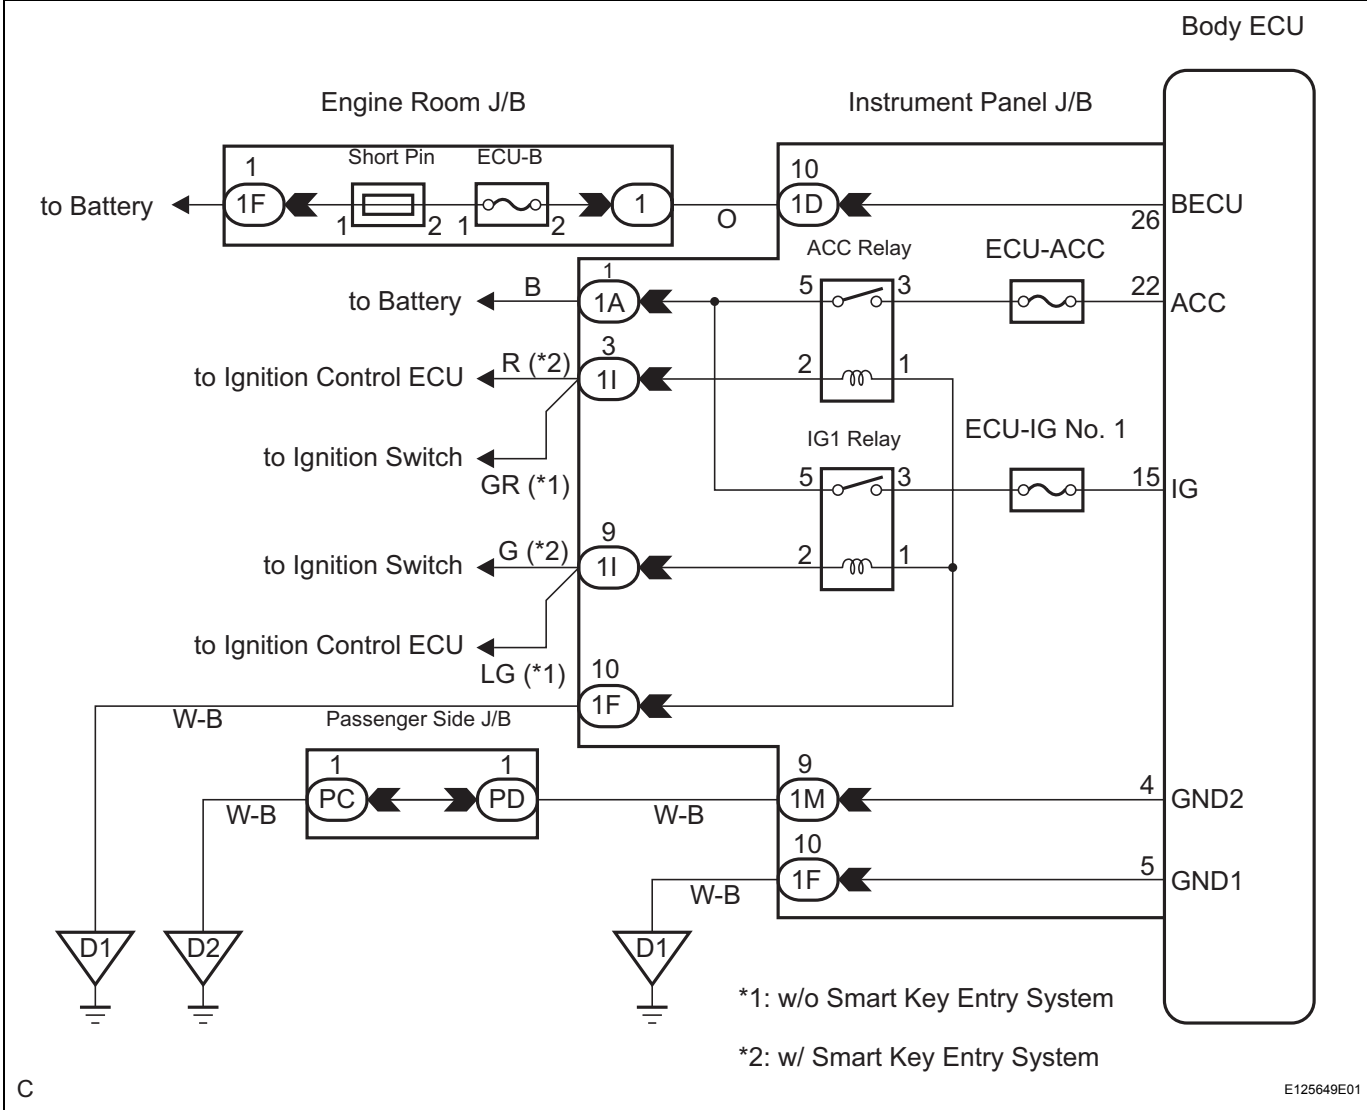 Body ECU
Engine Room J/B
Instrument Panel J/B
Short Pin
ECU-B
1
10
to Battery
1F
1
2
1
2
1
O
1D
26
BECU
ACC Relay
ECU-ACC
to Battery
B
1
1A
5
3
22
ACC
to Ignition Control ECU
R (*2)
3
1I
2
1
to Ignition Switch
GR (*1)
IG1 Relay
ECU-IG No. 1
5
3
15
IG
to Ignition Switch
G (*2)
9
1I
2
1
to Ignition Control ECU
LG (*1)
10
1F
W-B
Passenger Side J/B
1
1
PC
PD
W-B
W-B
9
1M
4
GND2
10
1F
5
GND1
W-B
D1
D2
D1
*1: w/o Smart Key Entry System
*2: w/ Smart Key Entry System
C
E125649E01